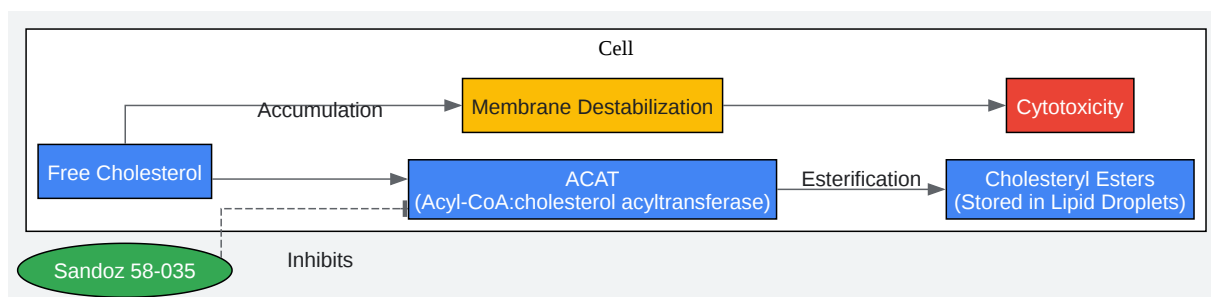 Cell
Accumulation
Membrane Destabilization
Cytotoxicity
Free Cholesterol
ACAT
(Acyl-CoA:cholesterol acyltransferase)
Esterification
Cholesteryl Esters
(Stored in Lipid Droplets)
Sandoz 58-035
Inhibits